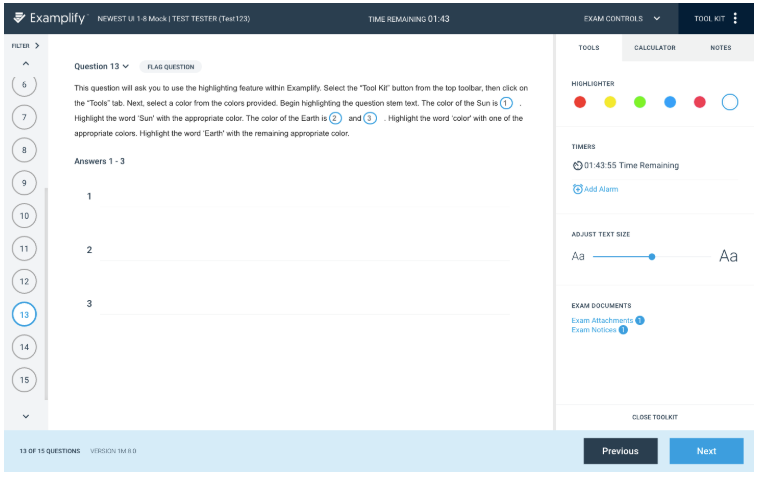 Examplify
NEWEST UI 1-8 Mock | TEST TESTER (Test123)
TIME REMAINING 01:43
EXAM CONTROLS
TOOL KIT
FILTER
6
7
8
9
10
11
12
13
14
15
Question 13
FLAG QUESTION
This question will ask you to use the highlighting feature within Examplify. Select the "Tool Kit" button from the top toolbar, then click on
the "Tools" tab. Next, select a color from the colors provided. Begin highlighting the question stem text. The color of the Sun is 1 .
Highlight the word 'Sun' with the appropriate color. The color of the Earth is 2 and 3 . Highlight the word 'color' with one of the
appropriate colors. Highlight the word 'Earth' with the remaining appropriate color.
Answers 1 - 3
1
2
3
TOOLS
CALCULATOR
NOTES
HIGHLIGHTER
TIMERS
01:43:55 Time Remaining
Add Alarm
ADJUST TEXT SIZE
Aa Aa
EXAM DOCUMENTS
Exam Attachments 1
Exam Notices 1
CLOSE TOOLKIT
13 OF 15 QUESTIONS
VERSION 1M 8.0
Previous
Next